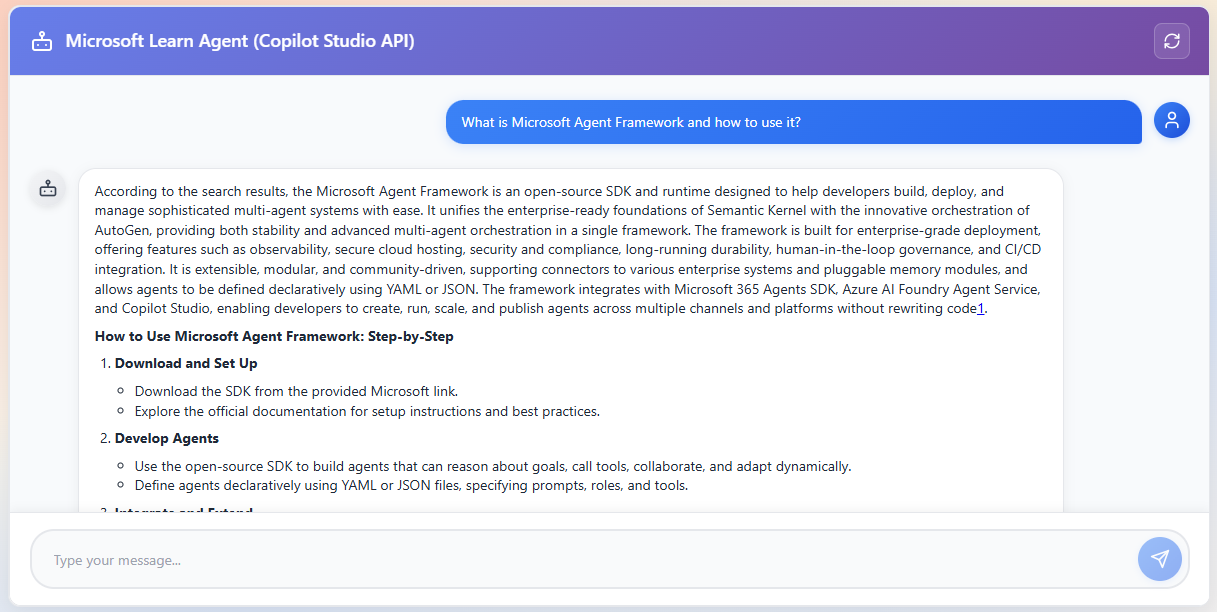 Microsoft Learn Agent (Copilot Studio API)
What is Microsoft Agent Framework and how to use it?
According to the search results, the Microsoft Agent Framework is an open-source SDK and runtime designed to help developers build, deploy, and
manage sophisticated multi-agent systems with ease. It unifies the enterprise-ready foundations of Semantic Kernel with the innovative orchestration of
AutoGen, providing both stability and advanced multi-agent orchestration in a single framework. The framework is built for enterprise-grade deployment,
offering features such as observability, secure cloud hosting, security and compliance, long-running durability, human-in-the-loop governance, and CI/CD
integration. It is extensible, modular, and community-driven, supporting connectors to various enterprise systems and pluggable memory modules, and
allows agents to be defined declaratively using YAML or JSON. The framework integrates with Microsoft 365 Agents SDK, Azure AI Foundry Agent Service,
and Copilot Studio, enabling developers to create, run, scale, and publish agents across multiple channels and platforms without rewriting code1.
How to Use Microsoft Agent Framework: Step-by-Step
1. Download and Set Up
Download the SDK from the provided Microsoft link.
Explore the official documentation for setup instructions and best practices.
2. Develop Agents
Use the open-source SDK to build agents that can reason about goals, call tools, collaborate, and adapt dynamically.
Define agents declaratively using YAML or JSON files, specifying prompts, roles, and tools.
3. Integrate and Extend
Type your message...